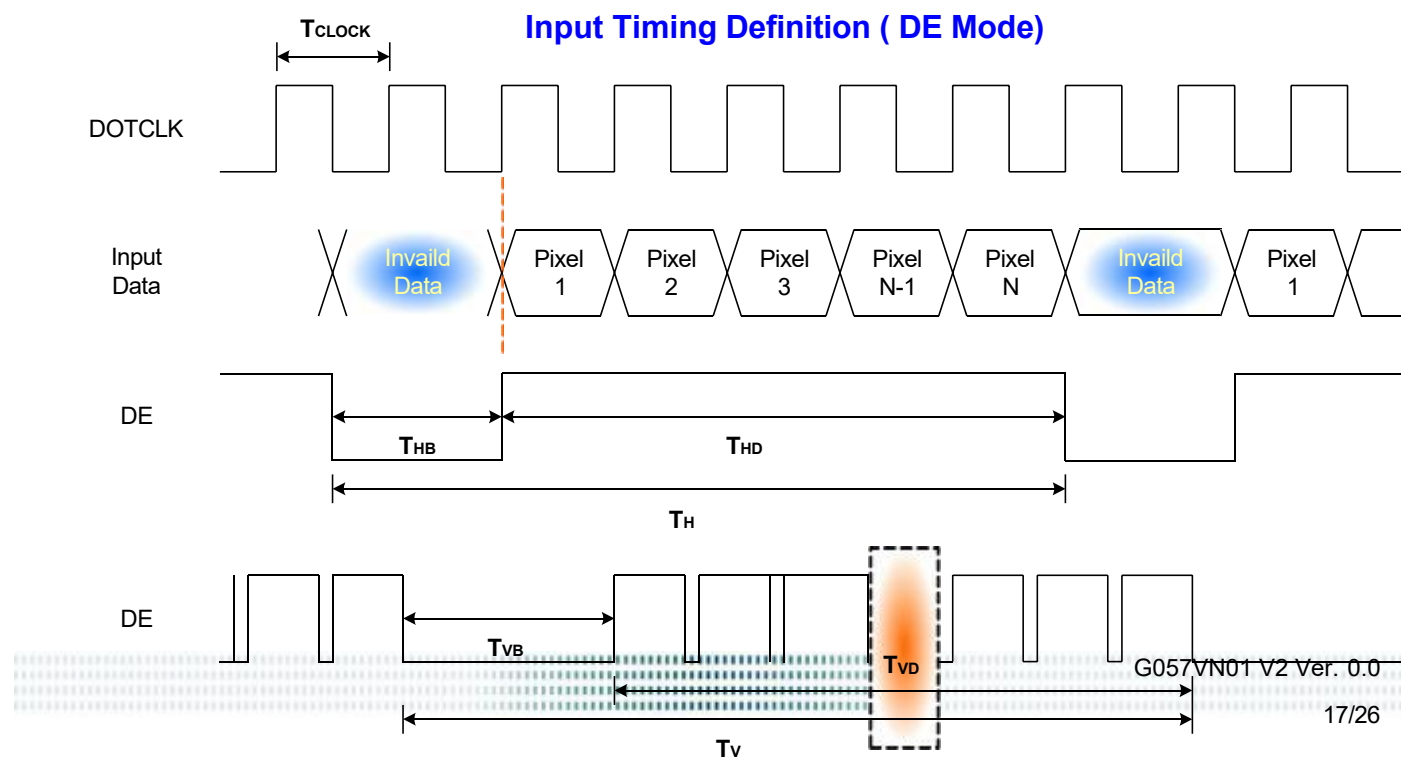 Input Timing Definition ( DE Mode)
TCLOCK
DOTCLK
Input
Data
Invaild
Data
Pixel
1
Pixel
2
Pixel
3
Pixel
N-1
Pixel
N
Invaild
Data
Pixel
1
DE
THB
THD
TH
DE
TVB
TVD
G057VN01 V2 Ver. 0.0
17/26
TV